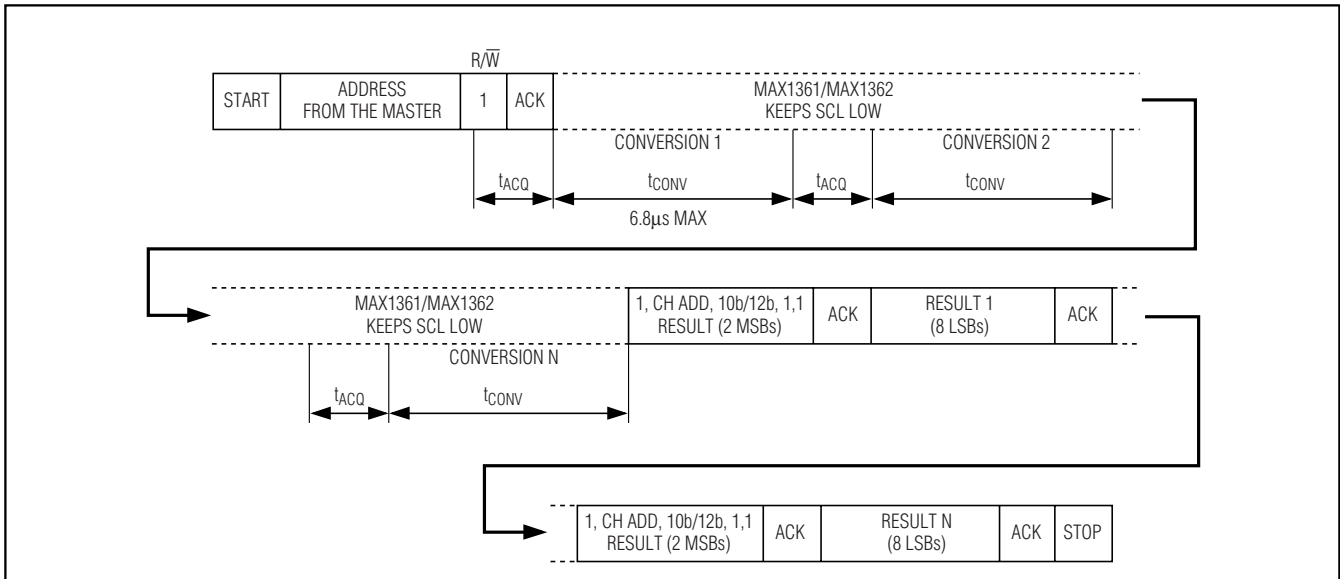 R/W̅
START
ADDRESS
FROM THE MASTER
1
ACK
MAX1361/MAX1362
KEEPS SCL LOW
CONVERSION 1
CONVERSION 2
tACQ
tCONV
tACQ
tCONV
6.8μs MAX
MAX1361/MAX1362
KEEPS SCL LOW
1, CH ADD, 10b/12b, 1,1
RESULT (2 MSBs)
ACK
RESULT 1
(8 LSBs)
ACK
CONVERSION N
tACQ
tCONV
1, CH ADD, 10b/12b, 1,1
RESULT (2 MSBs)
ACK
RESULT N
(8 LSBs)
ACK
STOP